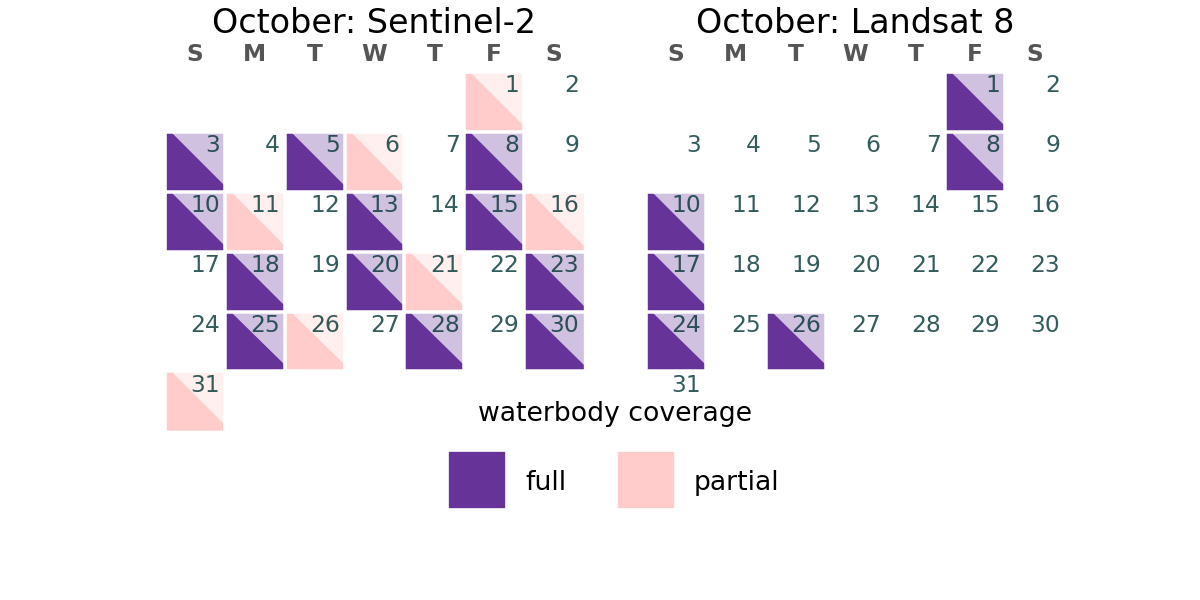 October: Sentinel-2
S M T W T F S
1 2
3 4 5 6 7 8 9
10 11 12 13 14 15 16
17 18 19 20 21 22 23
24 25 26 27 28 29 30
31
October: Landsat 8
S M T W T F S
1 2
3 4 5 6 7 8 9
10 11 12 13 14 15 16
17 18 19 20 21 22 23
24 25 26 27 28 29 30
31
waterbody coverage
full partial